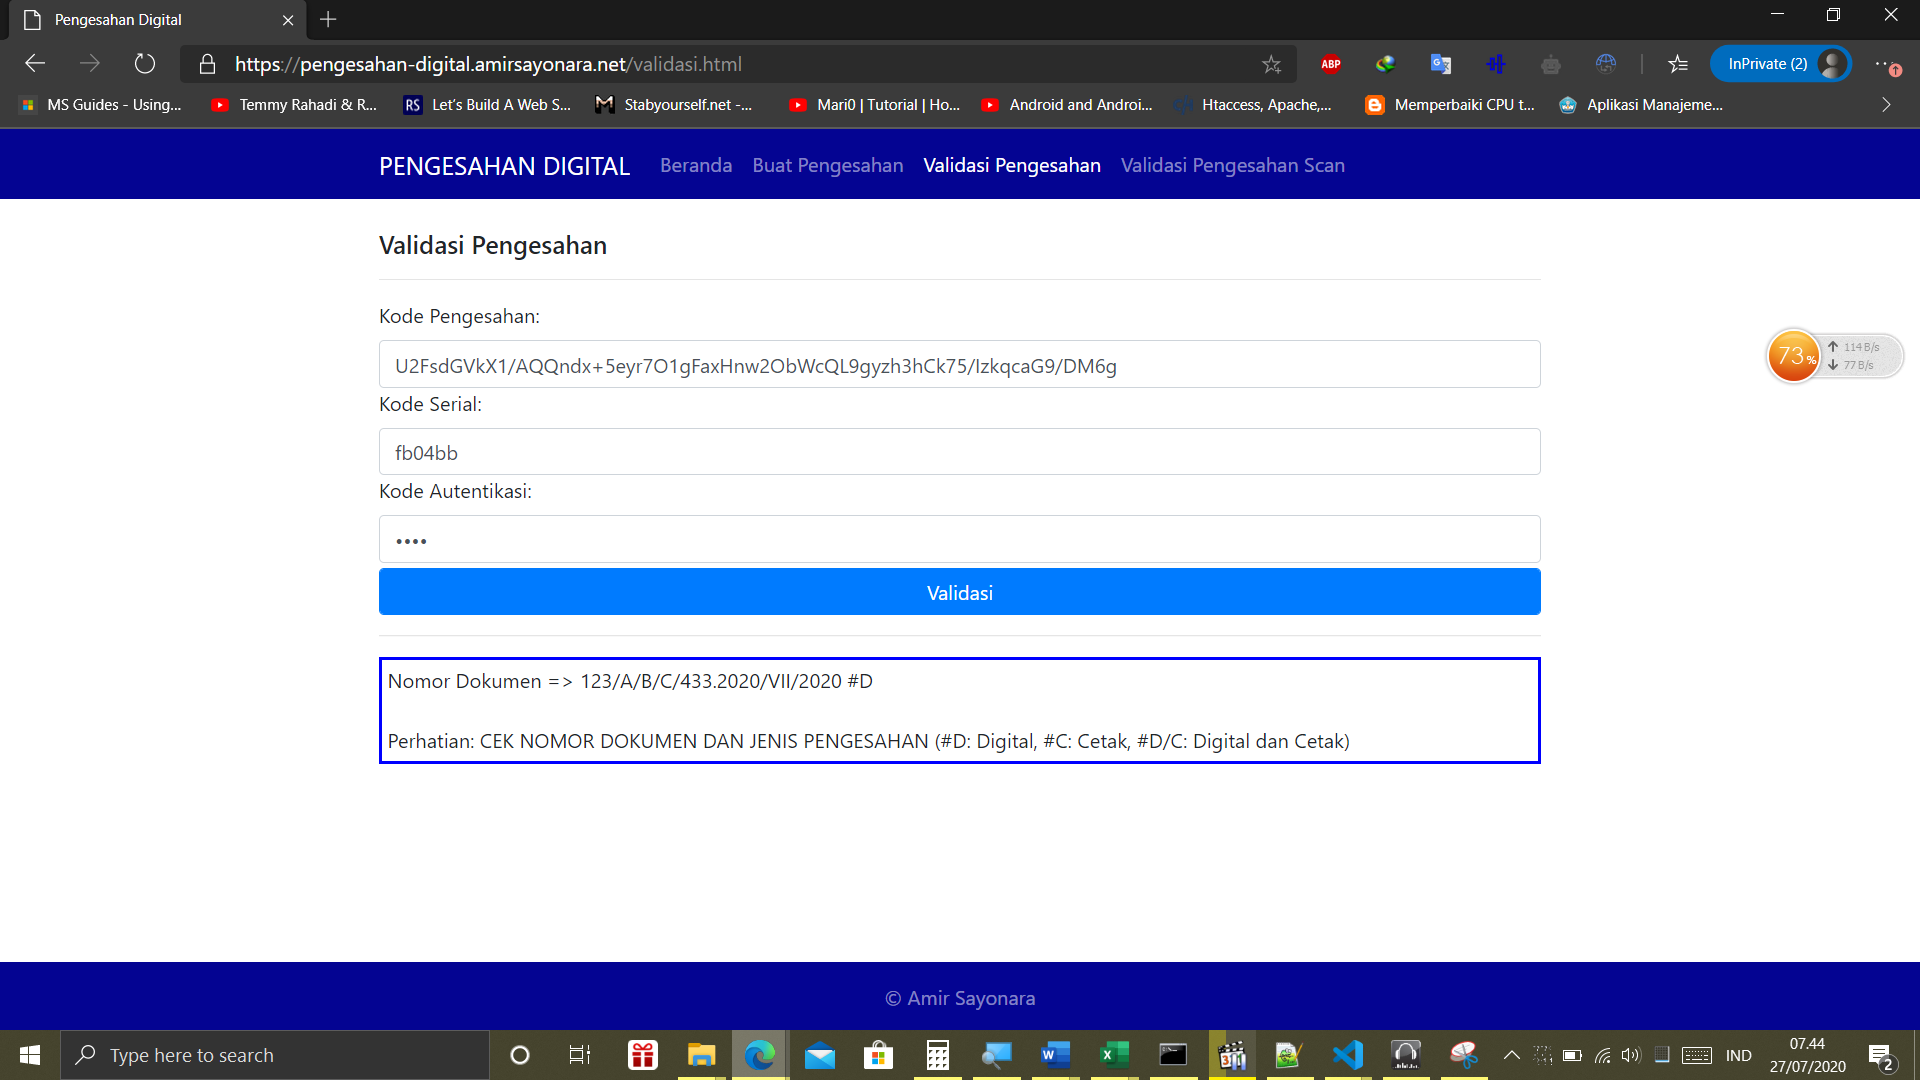 Pengesahan Digital
https://pengesahan-digital.amirsayonara.net/validasi.html
ABP
InPrivate (2)
MS Guides - Using...
Temmy Rahadi & R...
RS
Let's Build A Web S...
Stabyourself.net -...
Mari0 | Tutorial | Ho...
Android and Androi...
Htaccess, Apache,...
Memperbaiki CPU t...
Aplikasi Manajeme...
PENGESAHAN DIGITAL
Beranda
Buat Pengesahan
Validasi Pengesahan
Validasi Pengesahan Scan
Validasi Pengesahan
Kode Pengesahan:
U2FsdGVkX1/AQQndx+5eyr7O1gFaxHnw2ObWcQL9gyzh3hCk75/IzkqcaG9/DM6g
73%
114 B/s
77 B/s
Kode Serial:
fb04bb
Kode Autentikasi:
••••
Validasi
Nomor Dokumen => 123/A/B/C/433.2020/VII/2020 #D
Perhatian: CEK NOMOR DOKUMEN DAN JENIS PENGESAHAN (#D: Digital, #C: Cetak, #D/C: Digital dan Cetak)
© Amir Sayonara
Type here to search
IND
07.44
27/07/2020
2